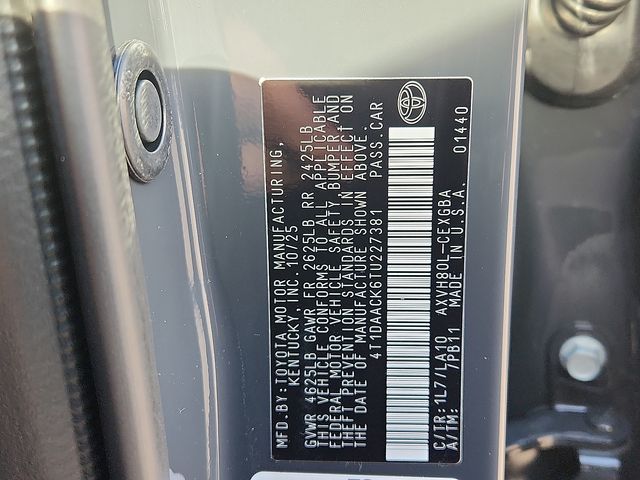 MFD.BY:TOYOTA MOTOR MANUFACTURING,
KENTUCKY, INC. 10/25
GVWR 4625LB GAWR FR 2625LB RR 2425LB
THIS VEHICLE CONFORMS TO ALL APPLICABLE
FEDERAL MOTOR VEHICLE SAFETY BUMPER AND
THEFT PREVENTION STANDARDS IN EFFECT ON
THE DATE OF MANUFACTURE SHOWN ABOVE.
4T1DAACK6TU227381 PASS.CAR
C/TR:1L7/LA10 AXVH80L-CEXGBA
A/TM: 7PB11 MADE IN U.S.A. 01440